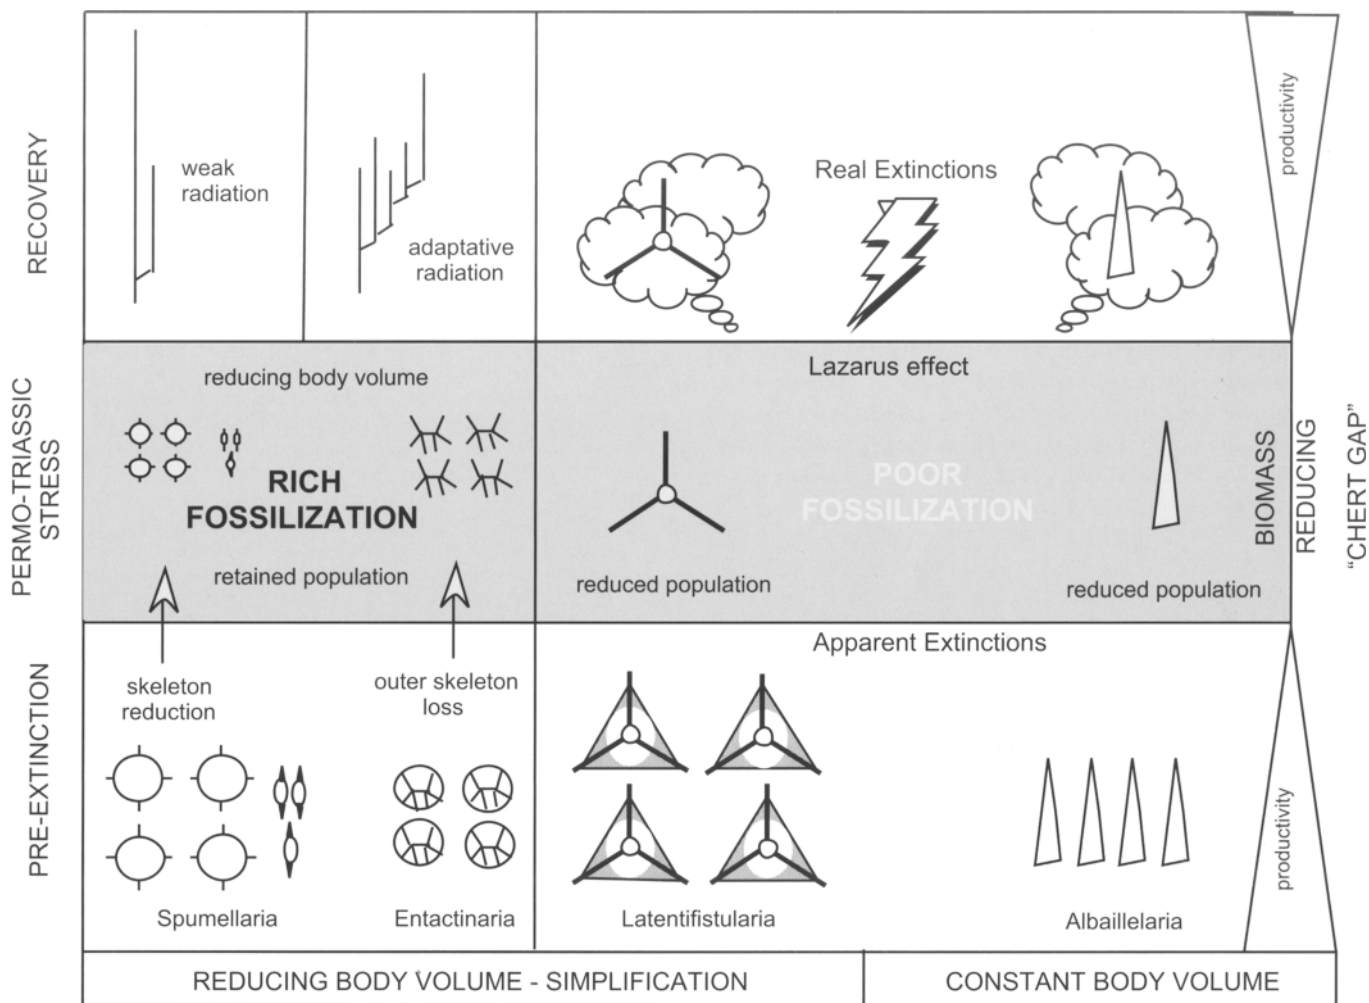 RECOVERY
weak
radiation
adaptative
radiation
Real Extinctions
productivity
PERMO-TRIASSIC
STRESS
reducing body volume
RICH
FOSSILIZATION
retained population
Lazarus effect
POOR
FOSSILIZATION
reduced population
reduced population
BIOMASS
REDUCING
"CHERT GAP"
PRE-EXTINCTION
skeleton
reduction
outer skeleton
loss
Apparent Extinctions
productivity
Spumellaria
Entactinaria
Latentifistularia
Albaillelaria
REDUCING BODY VOLUME - SIMPLIFICATION
CONSTANT BODY VOLUME